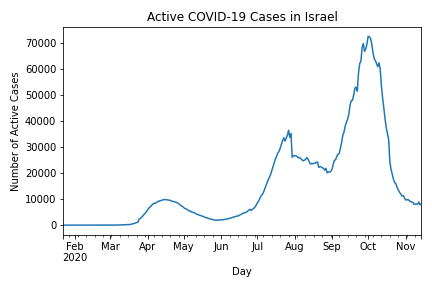 Active COVID-19 Cases in Israel
70000
60000
50000
40000
30000
20000
10000
0
Number of Active Cases
Feb Mar Apr May Jun Jul Aug Sep Oct Nov
2020
Day